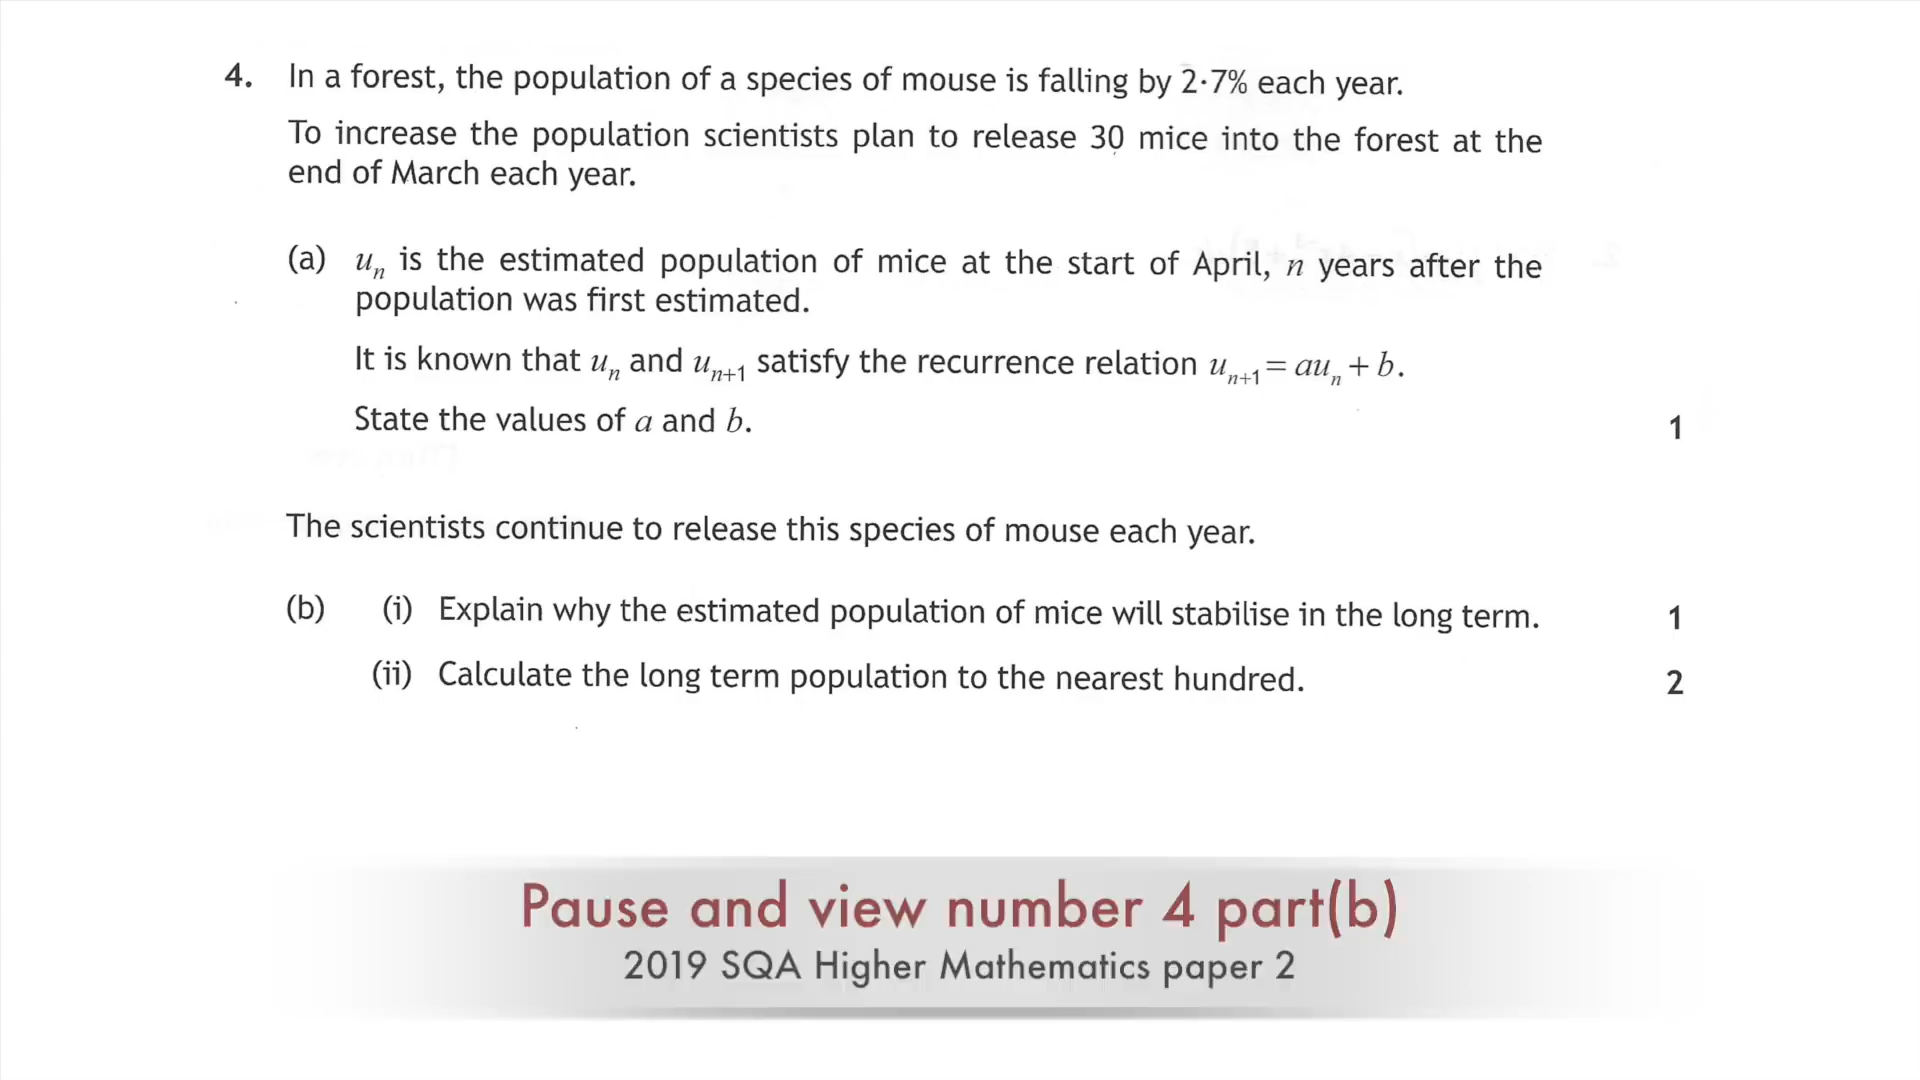 4. In a forest, the population of a species of mouse is falling by 2·7% each year.
To increase the population scientists plan to release 30 mice into the forest at the
end of March each year.
(a) uₙ is the estimated population of mice at the start of April, n years after the
population was first estimated.
It is known that uₙ and uₙ₊₁ satisfy the recurrence relation uₙ₊₁ = auₙ + b.
State the values of a and b. 1
The scientists continue to release this species of mouse each year.
(b) (i) Explain why the estimated population of mice will stabilise in the long term. 1
(ii) Calculate the long term population to the nearest hundred. 2
Pause and view number 4 part(b)
2019 SQA Higher Mathematics paper 2